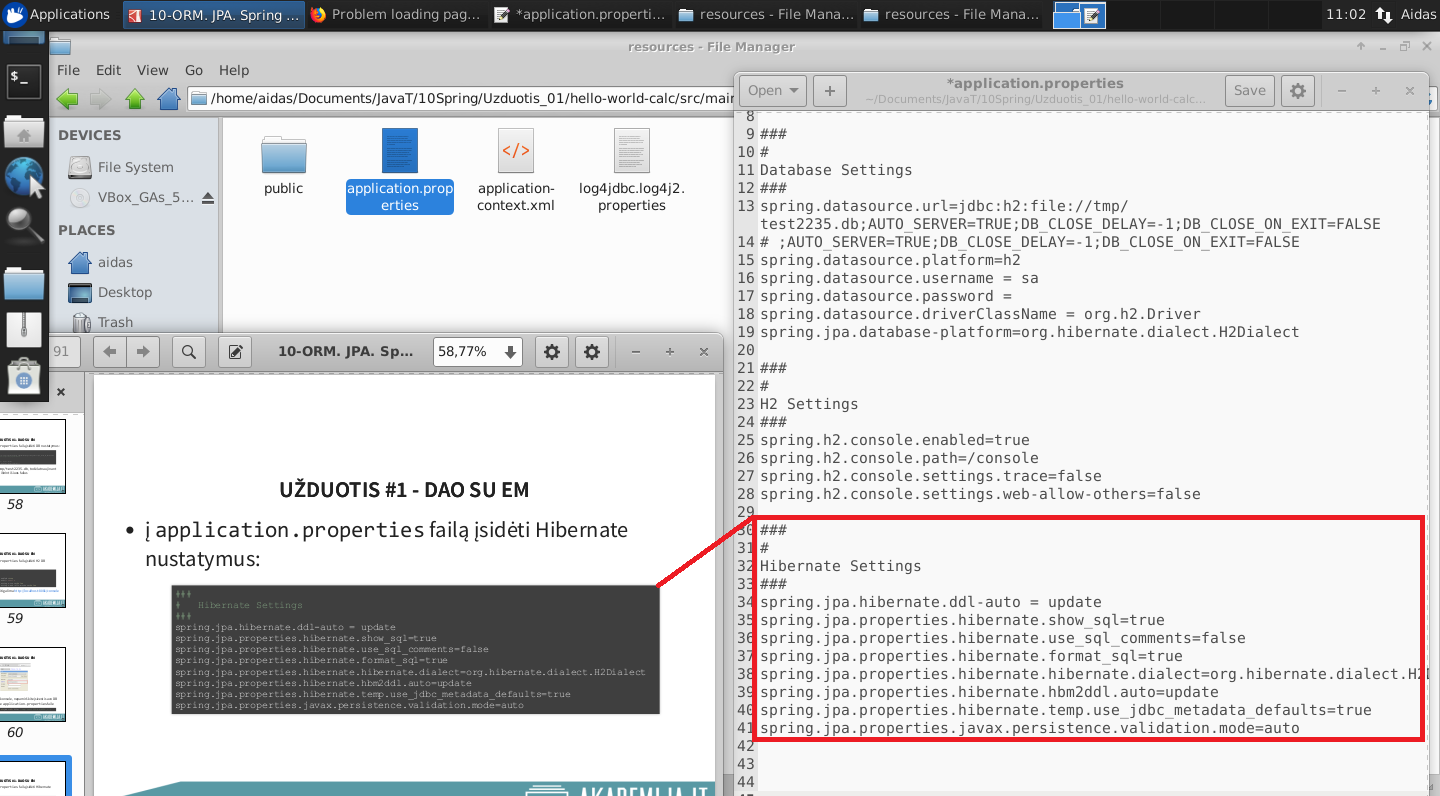 Applications
10-ORM. JPA. Spring ...
Problem loading pag...
*application.properti...
resources - File Mana...
resources - File Mana...
11:02
Aidas
resources - File Manager
File Edit View Go Help
/home/aidas/Documents/JavaT/10Spring/Uzduotis_01/hello-world-calc/src/main
DEVICES
File System
VBox_GAs_5...
PLACES
aidas
Desktop
Trash
public
application.prop
erties
application-
context.xml
log4jdbc.log4j2.
properties
91
10-ORM. JPA. Sp...
58,77%
58
59
60
UŽDUOTIS #1 - DAO SU EM
• į application.properties failą įsidėti Hibernate
nustatymus:
###
# Hibernate Settings
###
spring.jpa.hibernate.ddl-auto = update
spring.jpa.properties.hibernate.show_sql=true
spring.jpa.properties.hibernate.use_sql_comments=false
spring.jpa.properties.hibernate.format_sql=true
spring.jpa.properties.hibernate.hibernate.dialect=org.hibernate.dialect.H2Dialect
spring.jpa.properties.hibernate.hbm2ddl.auto=update
spring.jpa.properties.hibernate.temp.use_jdbc_metadata_defaults=true
spring.jpa.properties.javax.persistence.validation.mode=auto
AKADEMIJA.IT
Open
*application.properties
~/Documents/JavaT/10Spring/Uzduotis_01/hello-world-calc...
Save
8
9 ###
10 #
11 Database Settings
12 ###
13 spring.datasource.url=jdbc:h2:file://tmp/
test2235.db;AUTO_SERVER=TRUE;DB_CLOSE_DELAY=-1;DB_CLOSE_ON_EXIT=FALSE
14 # ;AUTO_SERVER=TRUE;DB_CLOSE_DELAY=-1;DB_CLOSE_ON_EXIT=FALSE
15 spring.datasource.platform=h2
16 spring.datasource.username = sa
17 spring.datasource.password =
18 spring.datasource.driverClassName = org.h2.Driver
19 spring.jpa.database-platform=org.hibernate.dialect.H2Dialect
20
21 ###
22 #
23 H2 Settings
24 ###
25 spring.h2.console.enabled=true
26 spring.h2.console.path=/console
27 spring.h2.console.settings.trace=false
28 spring.h2.console.settings.web-allow-others=false
29
30 ###
31 #
32 Hibernate Settings
33 ###
34 spring.jpa.hibernate.ddl-auto = update
35 spring.jpa.properties.hibernate.show_sql=true
36 spring.jpa.properties.hibernate.use_sql_comments=false
37 spring.jpa.properties.hibernate.format_sql=true
38 spring.jpa.properties.hibernate.hibernate.dialect=org.hibernate.dialect.H2
39 spring.jpa.properties.hibernate.hbm2ddl.auto=update
40 spring.jpa.properties.hibernate.temp.use_jdbc_metadata_defaults=true
41 spring.jpa.properties.javax.persistence.validation.mode=auto
42
43
44